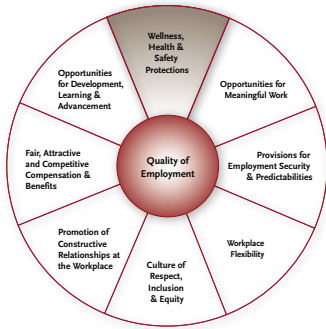 Wellness,
Health &
Safety
Protections
Opportunities for
Meaningful Work
Provisions for
Employment Security
& Predictabilities
Workplace
Flexibility
Culture of
Respect,
Inclusion
& Equity
Promotion of
Constructive
Relationships at
the Workplace
Fair, Attractive
and Competitive
Compensation &
Benefits
Opportunities
for Development,
Learning &
Advancement
Quality of
Employment